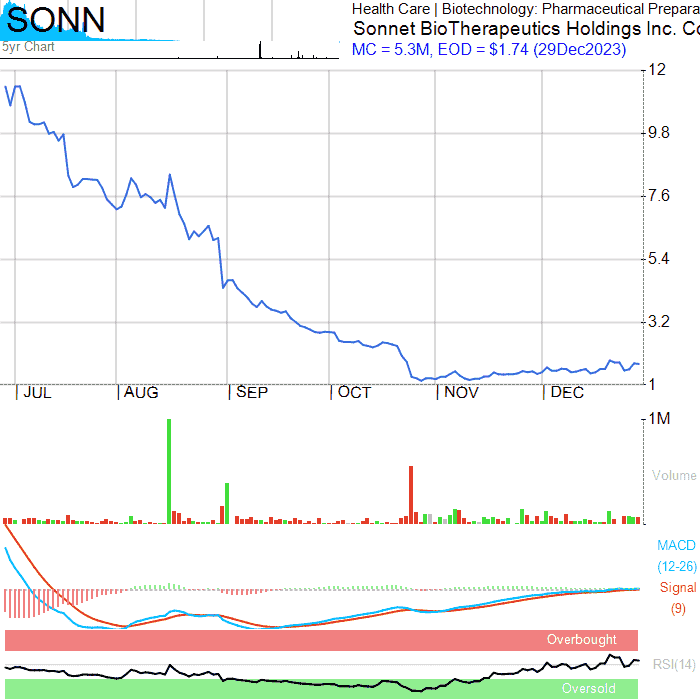 SONN
Health Care | Biotechnology: Pharmaceutical Prepara
Sonnet BioTherapeutics Holdings Inc. Co
5yr Chart
MC = 5.3M, EOD = $1.74 (29Dec2023)
12
9.8
7.6
5.4
3.2
1
JUL AUG SEP OCT NOV DEC
1M
Volume
MACD
(12-26)
Signal
(9)
Overbought
RSI(14)
Oversold